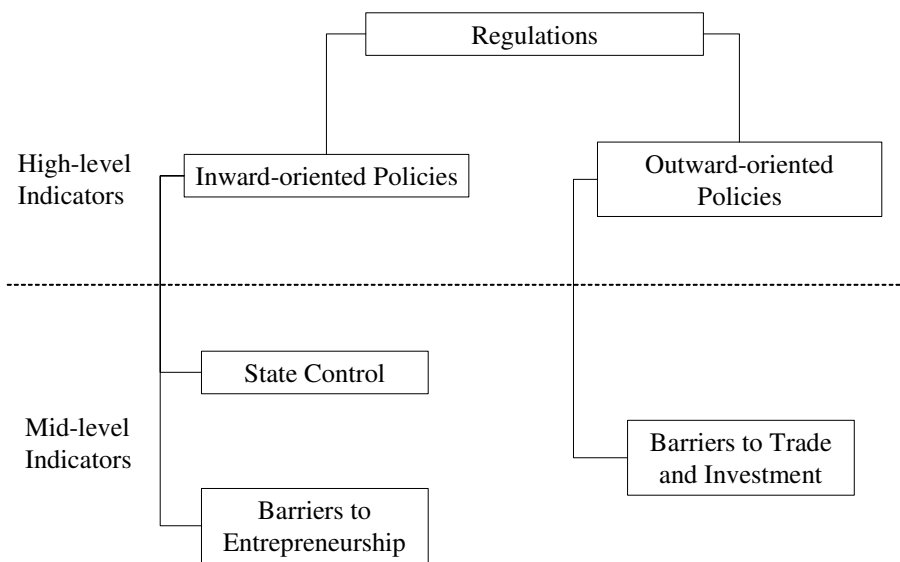 Regulations
High-level
Indicators
Inward-oriented Policies
Outward-oriented
Policies
State Control
Mid-level
Indicators
Barriers to Trade
and Investment
Barriers to
Entrepreneurship